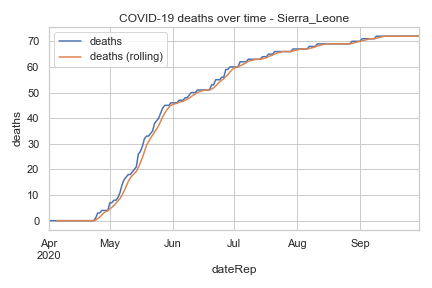 COVID-19 deaths over time - Sierra_Leone
deaths
deaths (rolling)
70
60
50
40
30
20
10
0
deaths
Apr May Jun Jul Aug Sep
2020
dateRep